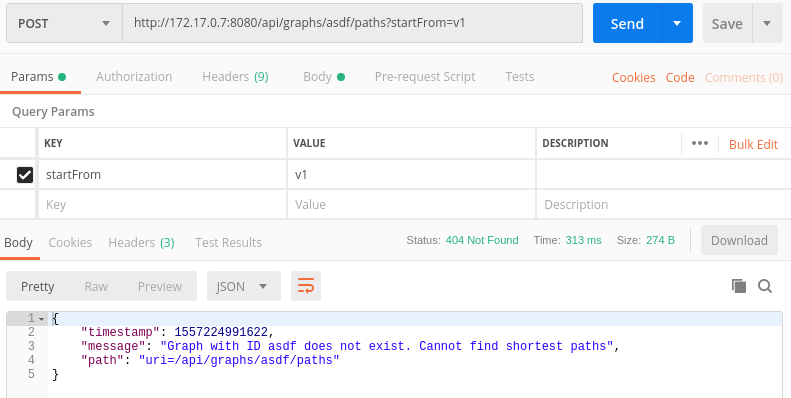 POST http://172.17.0.7:8080/api/graphs/asdf/paths?startFrom=v1 Send Save
Params Authorization Headers (9) Body Pre-request Script Tests Cookies Code Comments (0)
Query Params
KEY VALUE DESCRIPTION ••• Bulk Edit
startFrom v1
Key Value Description
Body Cookies Headers (3) Test Results Status: 404 Not Found Time: 313 ms Size: 274 B Download
Pretty Raw Preview JSON
1 {
2 "timestamp": 1557224991622,
3 "message": "Graph with ID asdf does not exist. Cannot find shortest paths",
4 "path": "uri=/api/graphs/asdf/paths"
5 }